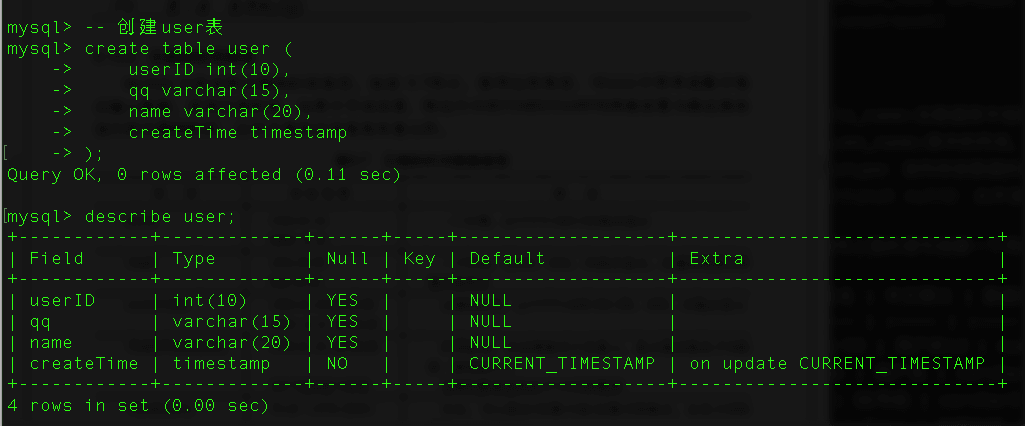 mysql> -- 创建user表
mysql> create table user (
    ->     userID int(10),
    ->     qq varchar(15),
    ->     name varchar(20),
    ->     createTime timestamp
[    -> );
Query OK, 0 rows affected (0.11 sec)
[mysql> describe user;
+------------+-------------+------+-----+-------------------+-----------------------------+
| Field      | Type        | Null | Key | Default           | Extra                       |
+------------+-------------+------+-----+-------------------+-----------------------------+
| userID     | int(10)     | YES  |     | NULL              |                             |
| qq         | varchar(15) | YES  |     | NULL              |                             |
| name       | varchar(20) | YES  |     | NULL              |                             |
| createTime | timestamp   | NO   |     | CURRENT_TIMESTAMP | on update CURRENT_TIMESTAMP |
+------------+-------------+------+-----+-------------------+-----------------------------+
4 rows in set (0.00 sec)